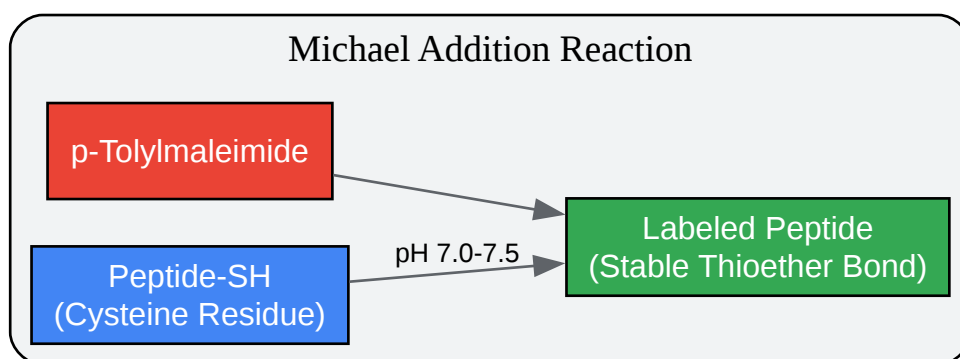 Michael Addition Reaction
p-Tolylmaleimide
Peptide-SH
(Cysteine Residue)
pH 7.0-7.5
Labeled Peptide
(Stable Thioether Bond)